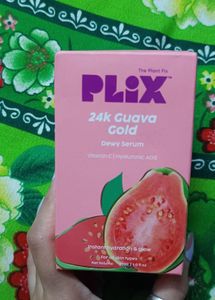 The Plant Fix
PLiX
24k Guava
Gold
Dewy Serum
Vitamin C | Hyaluronic Acid
Instant hydration & glow
For all skin types